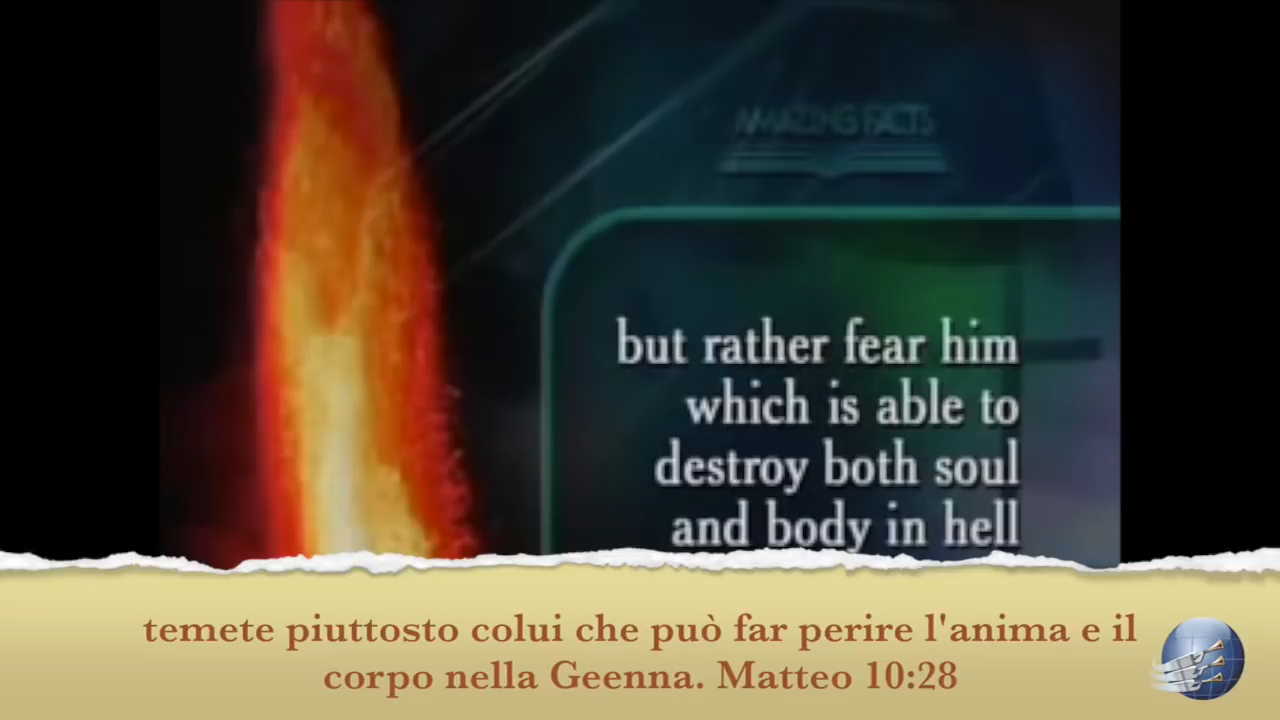 AMAZING FACTS
but rather fear him
which is able to
destroy both soul
and body in hell
temete piuttosto colui che può far perire l'anima e il
corpo nella Geenna. Matteo 10:28